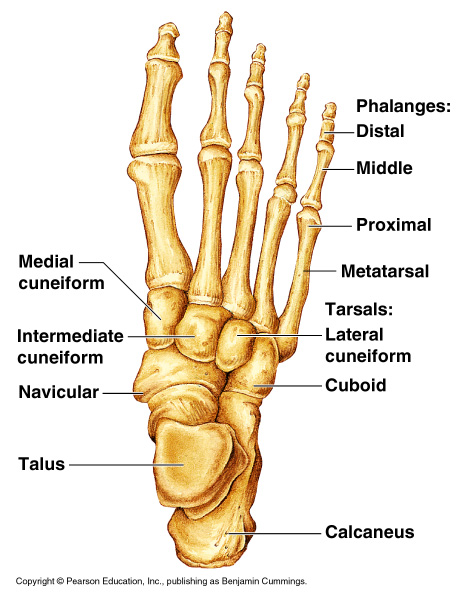 Phalanges:
Distal
Middle
Proximal
Metatarsal
Medial
cuneiform
Tarsals:
Intermediate
cuneiform
Lateral
cuneiform
Navicular
Cuboid
Talus
Calcaneus
Copyright © Pearson Education, Inc., publishing as Benjamin Cummings.